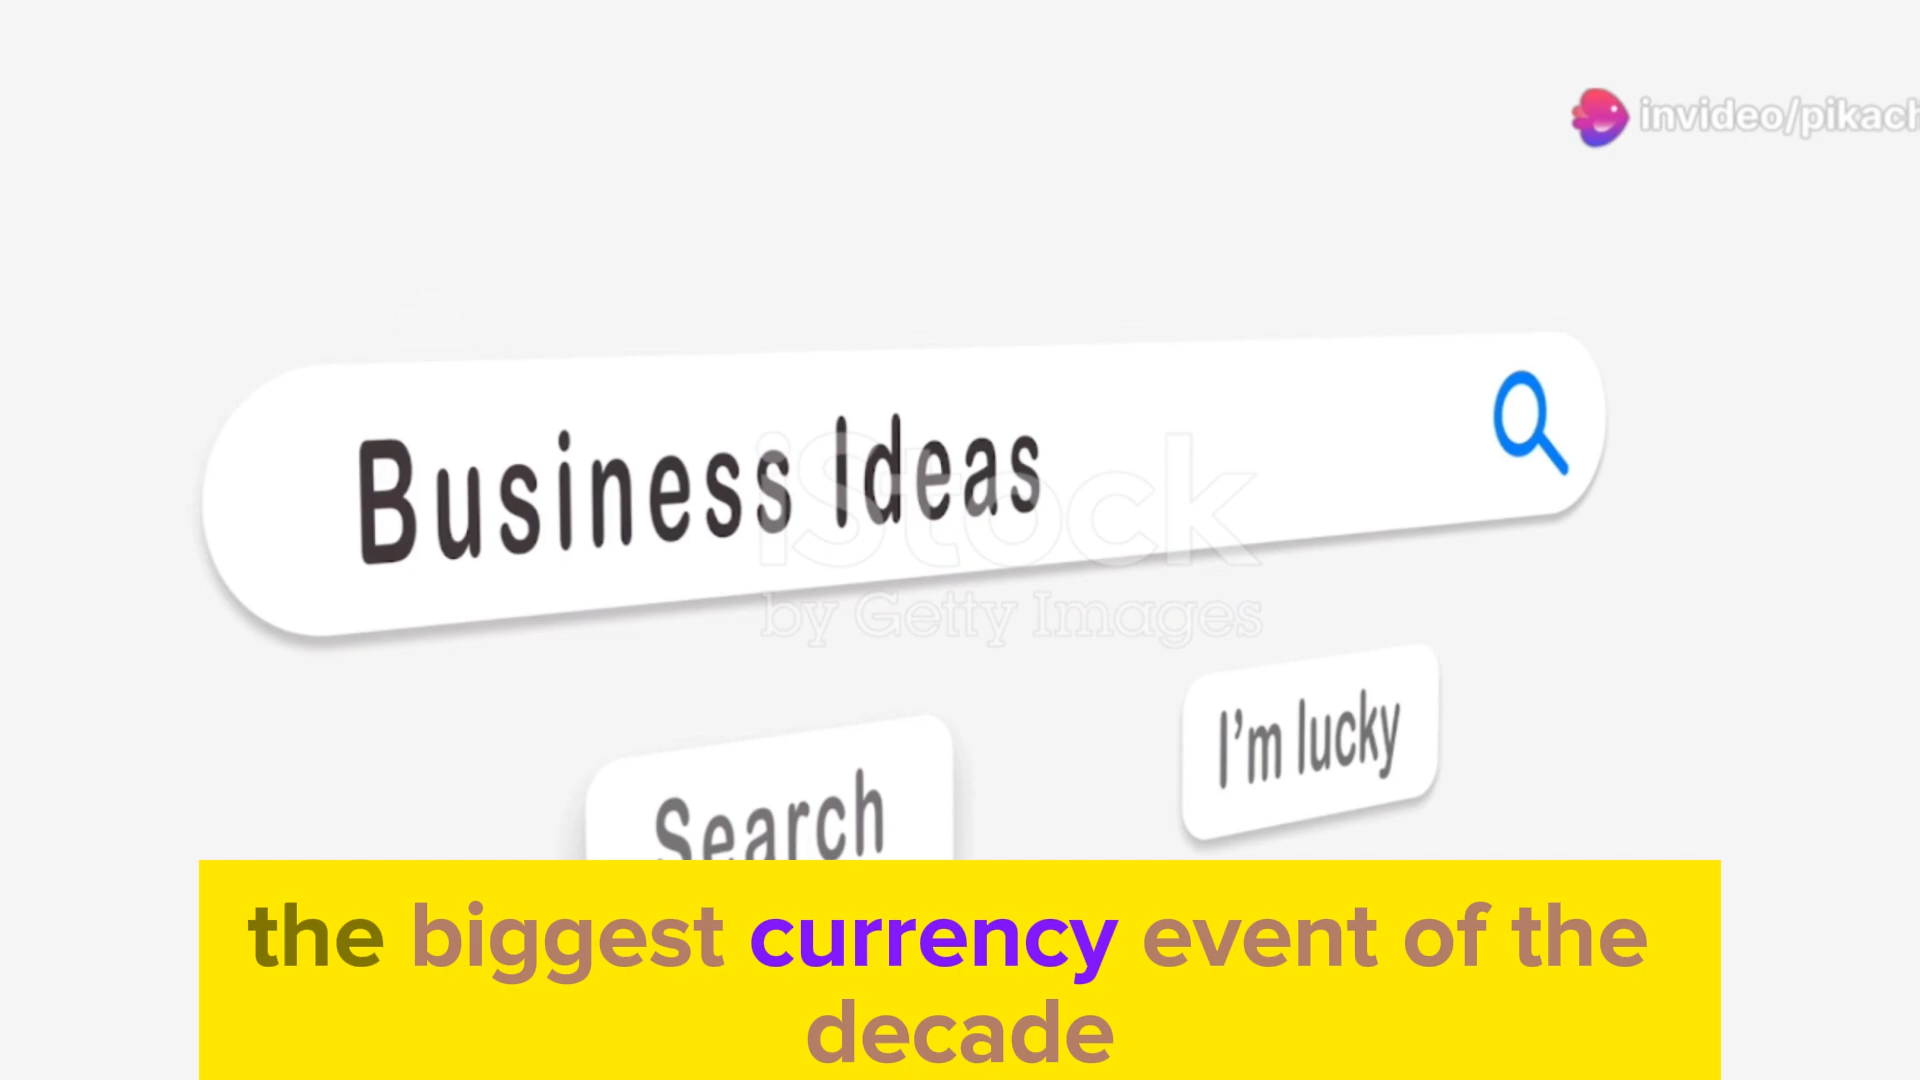 invideo/pikach
Business Ideas
iStock
by Getty Images
I'm lucky
Search
the biggest currency event of the
decade